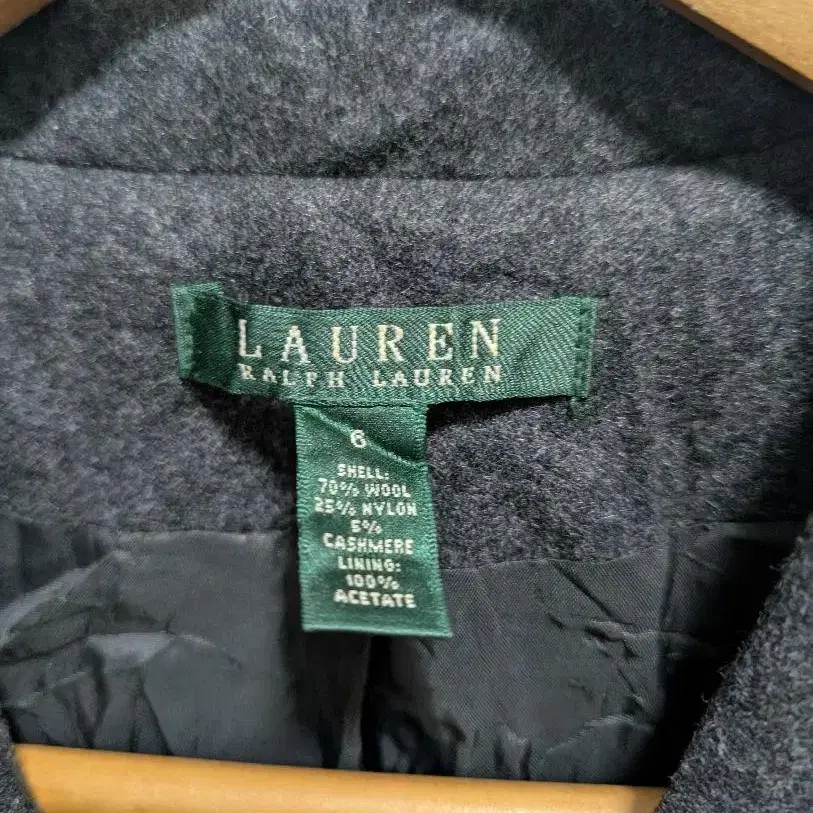 LAUREN
RALPH LAUREN
6
SHELL:
70% WOOL
25% NYLON
5%
CASHMERE
LINING:
100%
ACETATE